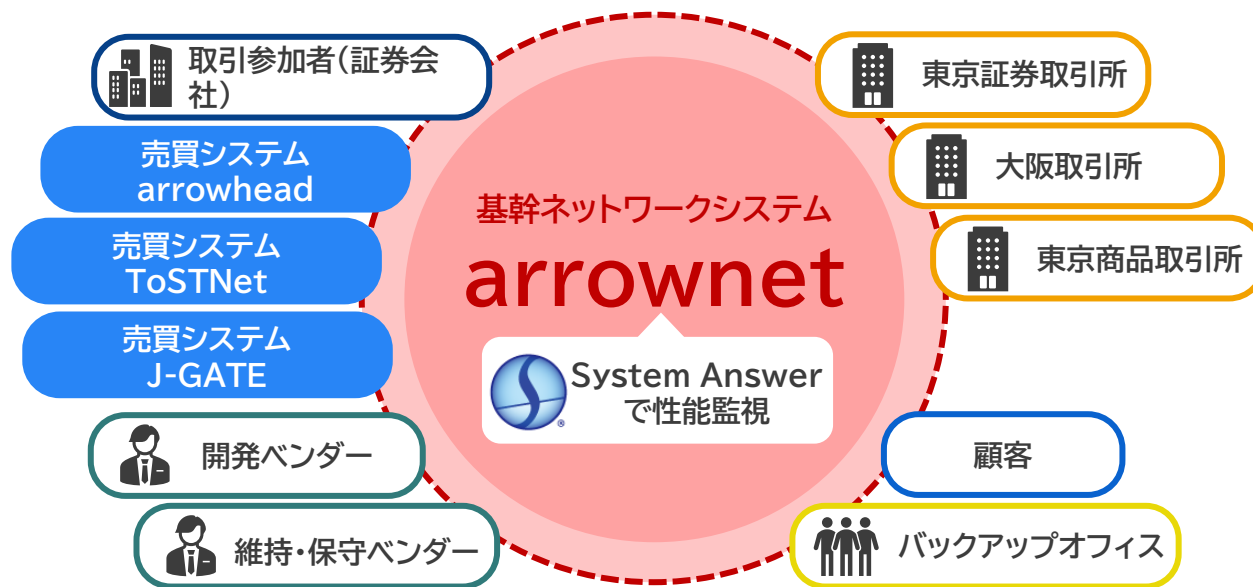 取引参加者(証券会
社)
売買システム
arrowhead
売買システム
ToSTNet
売買システム
J-GATE
開発ベンダー
維持・保守ベンダー
基幹ネットワークシステム
arrownet
System Answer
で性能監視
®
東京証券取引所
大阪取引所
東京商品取引所
顧客
バックアップオフィス